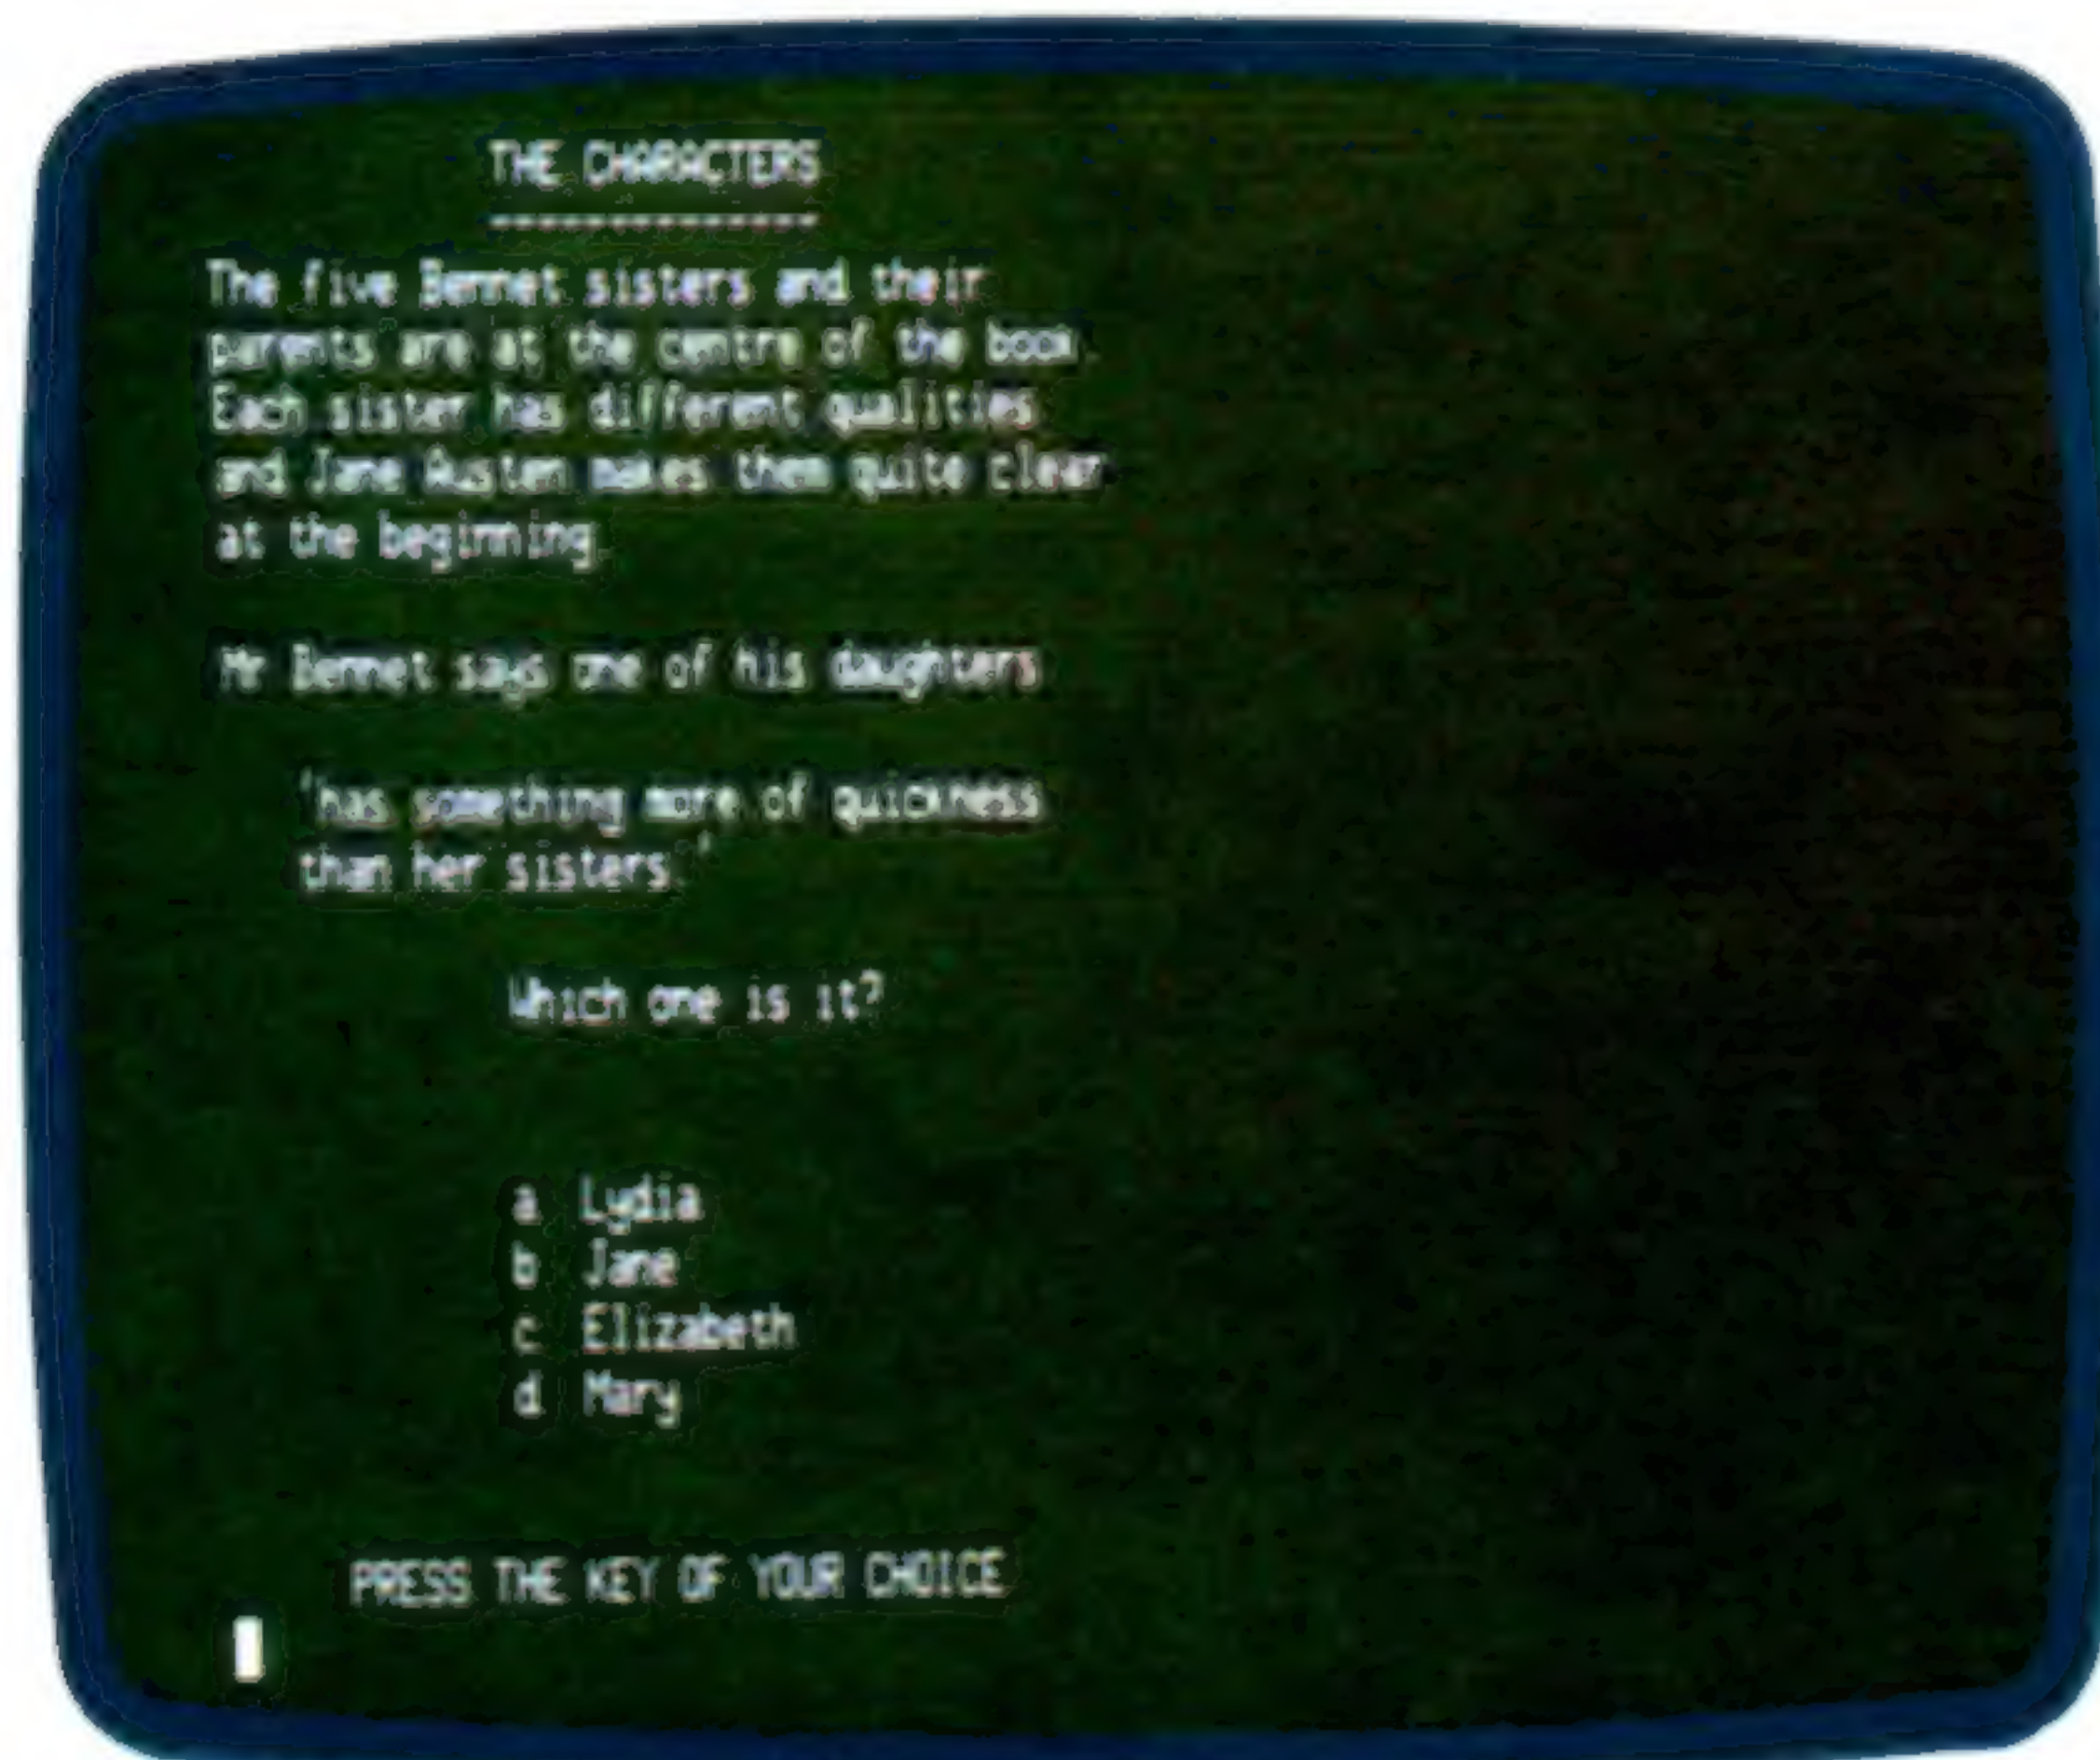 THE CHARACTERS
--------------
The five Bennet sisters and their
parents are at the centre of the book.
Each sister has different qualities
and Jane Austen makes them quite clear
at the beginning.
Mr Bennet says one of his daughters
'has something more of quickness
than her sisters.'
Which one is it?
a Lydia
b Jane
c Elizabeth
d Mary
PRESS THE KEY OF YOUR CHOICE